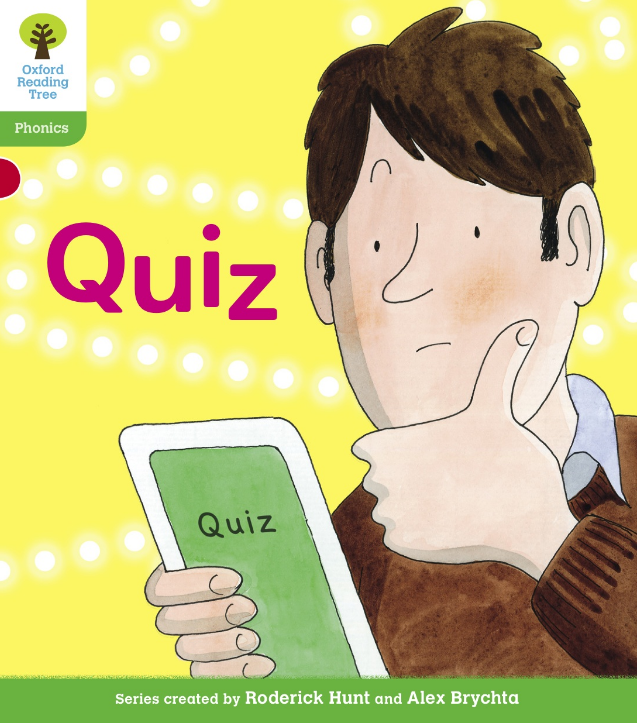 Oxford
Reading
Tree
Phonics
Quiz
Quiz
Series created by Roderick Hunt and Alex Brychta